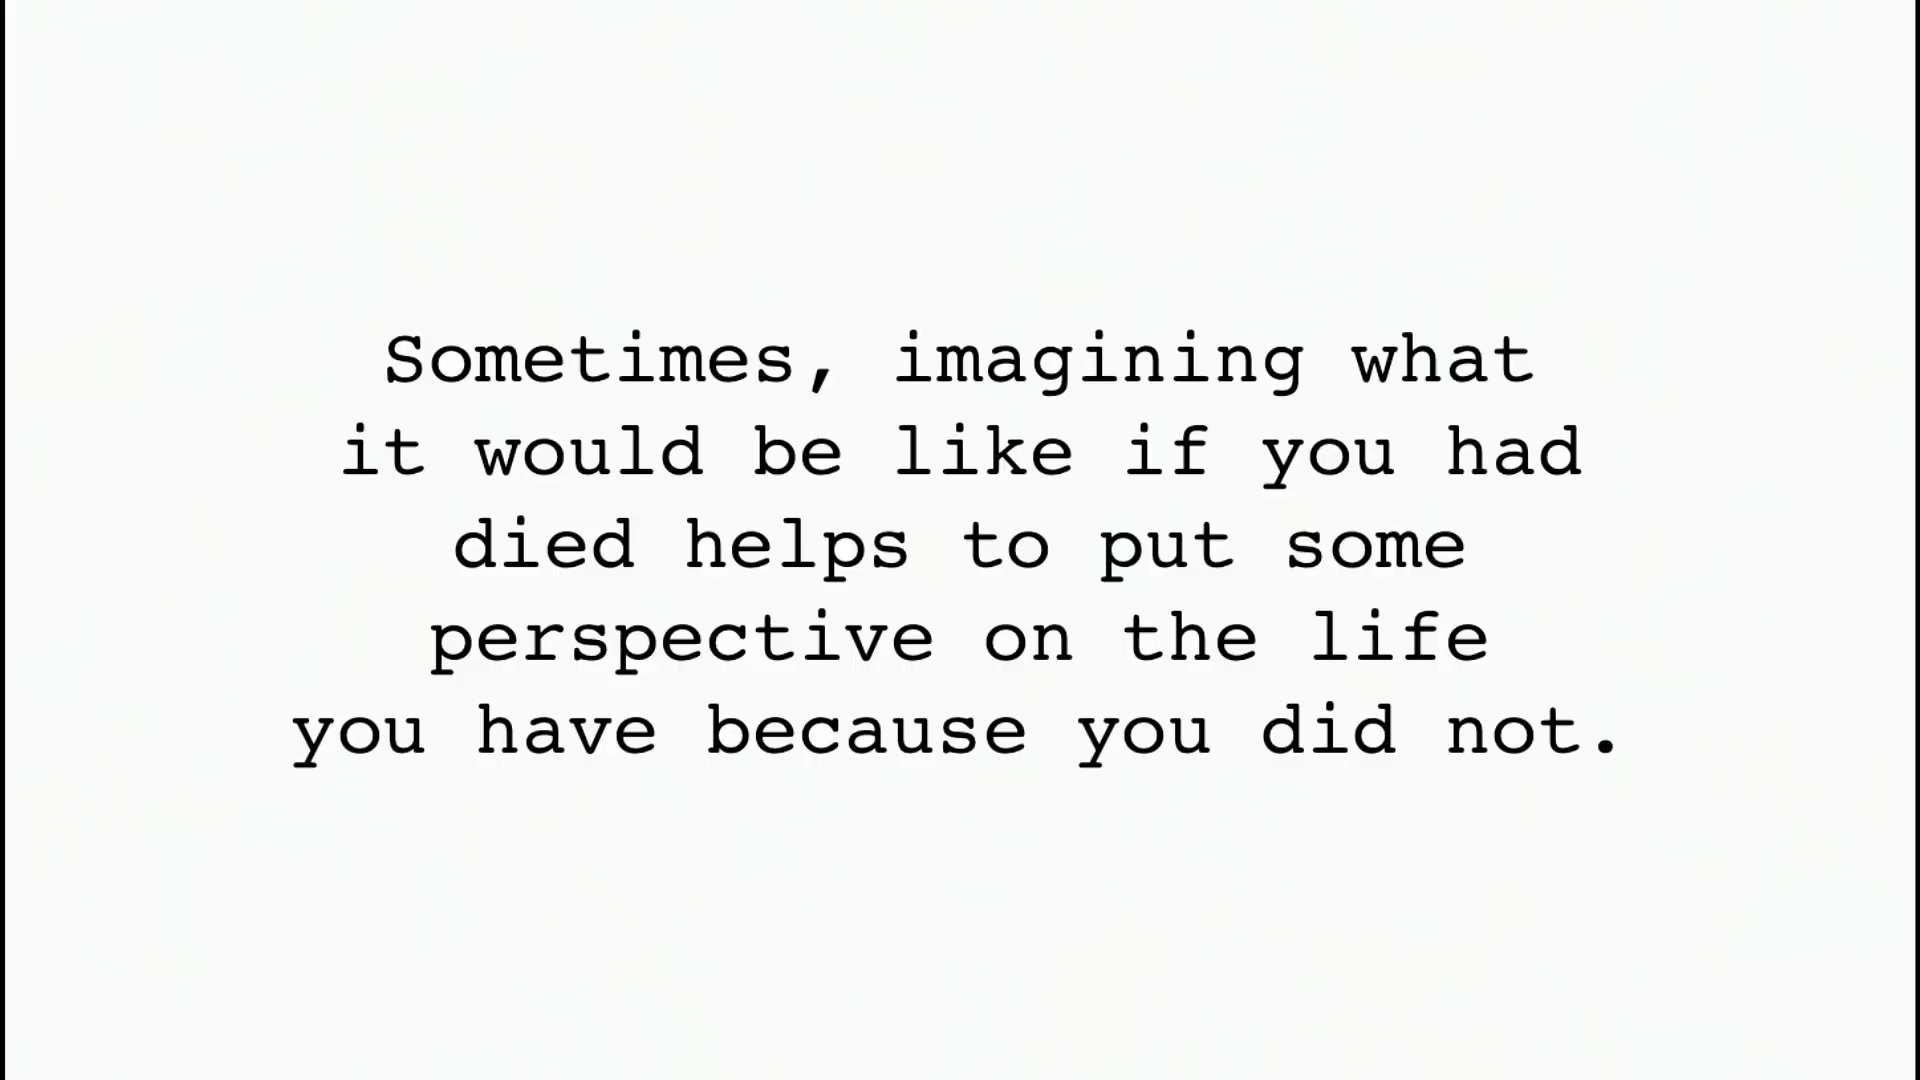 Sometimes, imagining what
it would be like if you had
died helps to put some
perspective on the life
you have because you did not.